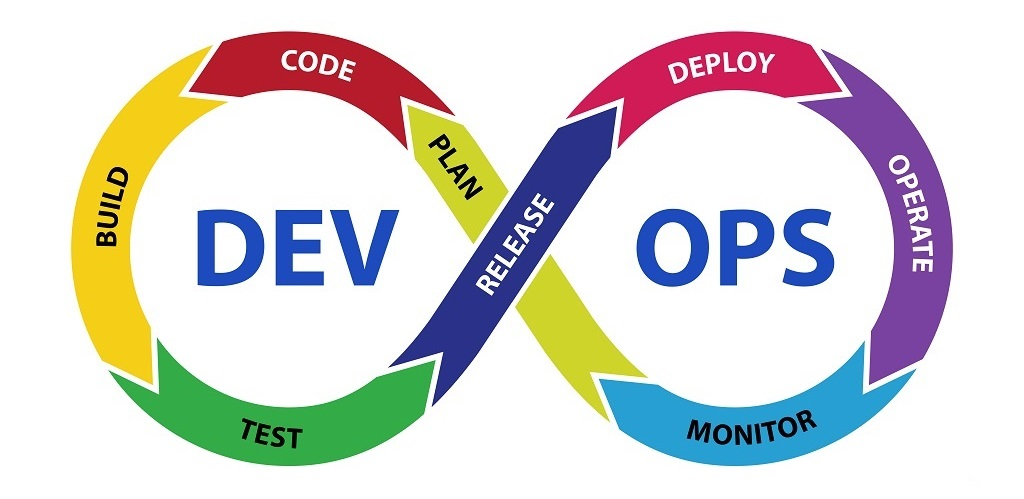 CODE
DEPLOY
PLAN
BUILD
DEV
RELEASE
OPS
OPERATE
TEST
MONITOR